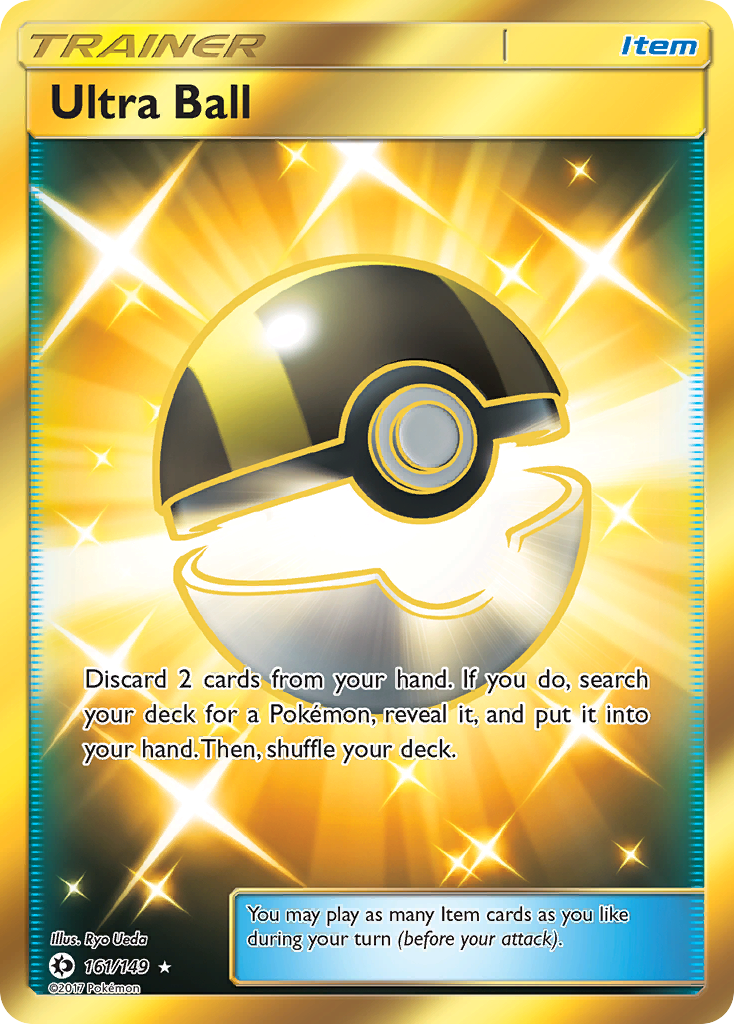 TRAINER
Item
Ultra Ball
Discard 2 cards from your hand. If you do, search
your deck for a Pokémon, reveal it, and put it into
your hand. Then, shuffle your deck.
You may play as many Item cards as you like
during your turn (before your attack).
Illus. Ryo Ueda
161/149
©2017 Pokémon